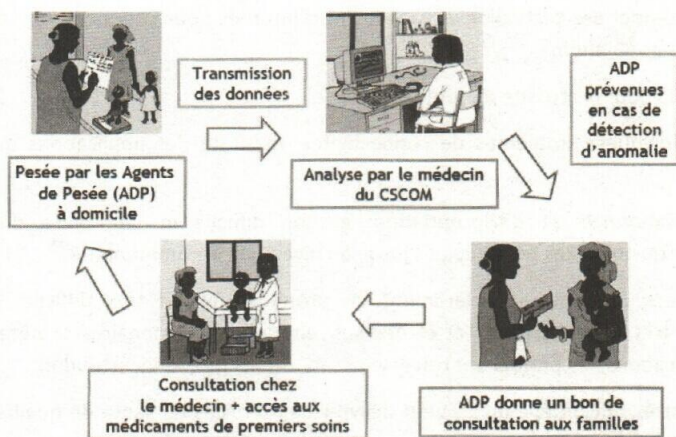 Transmission
des données
ADP
prévenues
en cas de
détection
d'anomalie
Pesée par les Agents
de Pesée (ADP)
à domicile
Analyse par le médecin
du CSCOM
Consultation chez
le médecin + accès aux
médicaments de premiers soins
ADP donne un bon de
consultation aux familles